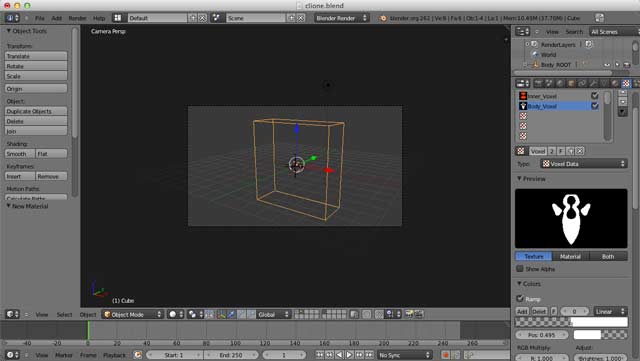 clione.blend
File Add Render Window Help
Default
Scene
Blender Render
blender.org 262 | Ve:8 | Fa:6 | Ob:1-4 | La:1 | Mem:10.49M (37.70M) | Cube
Object Tools
Transform:
Translate
Rotate
Scale
Origin
Object:
Duplicate Objects
Delete
Join
Shading:
Smooth Flat
Keyframes:
Insert Remove
Motion Paths:
Calculate Paths
New Material
Camera Persp
(1) Cube
View Select Object
Object Mode
Global
View Marker Frame Playback
Start: 1
End: 250
1
No Sync
-40 -20 0 20 40 60 80 100 120 140 160 180 200 220 240 260
View Search All Scenes
RenderLayers
World
Body_ROOT
Inner_Voxel
Body_Voxel
Voxel 2 F
Type: Voxel Data
Preview
Texture Material Both
Show Alpha
Colors
Ramp
Add Delet F 0 Linear
Pos: 0.495
RGB Multiply: Adjust:
R: 1.000 Brightnes: 1.000